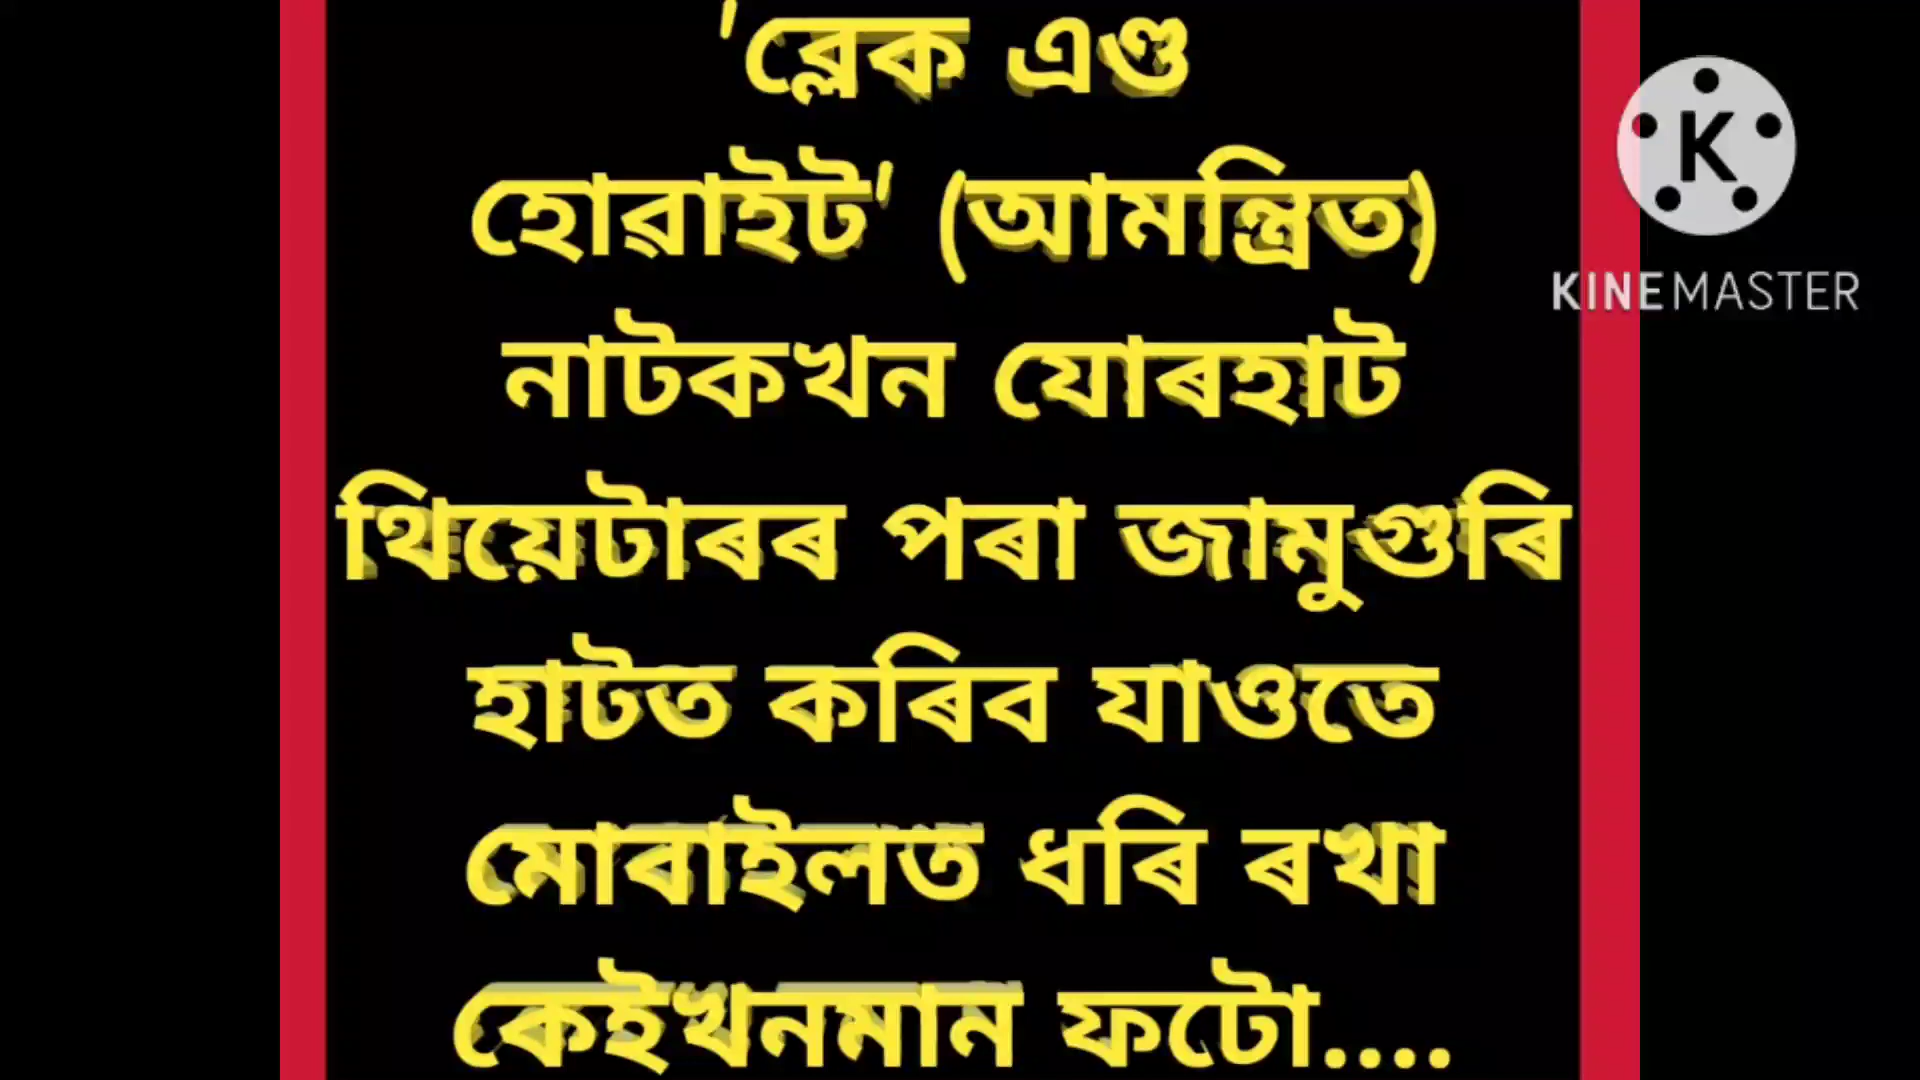 'ব্লেক এণ্ড
হোৱাইট' (আমন্ত্ৰিত)
নাটকখন যোৰহাট
থিয়েটাৰৰ পৰা জামুগুৰি
হাটত কৰিব যাওতে
মোবাইলত ধৰি ৰখা
কেইখনমান ফটো....
K
KINEMASTER